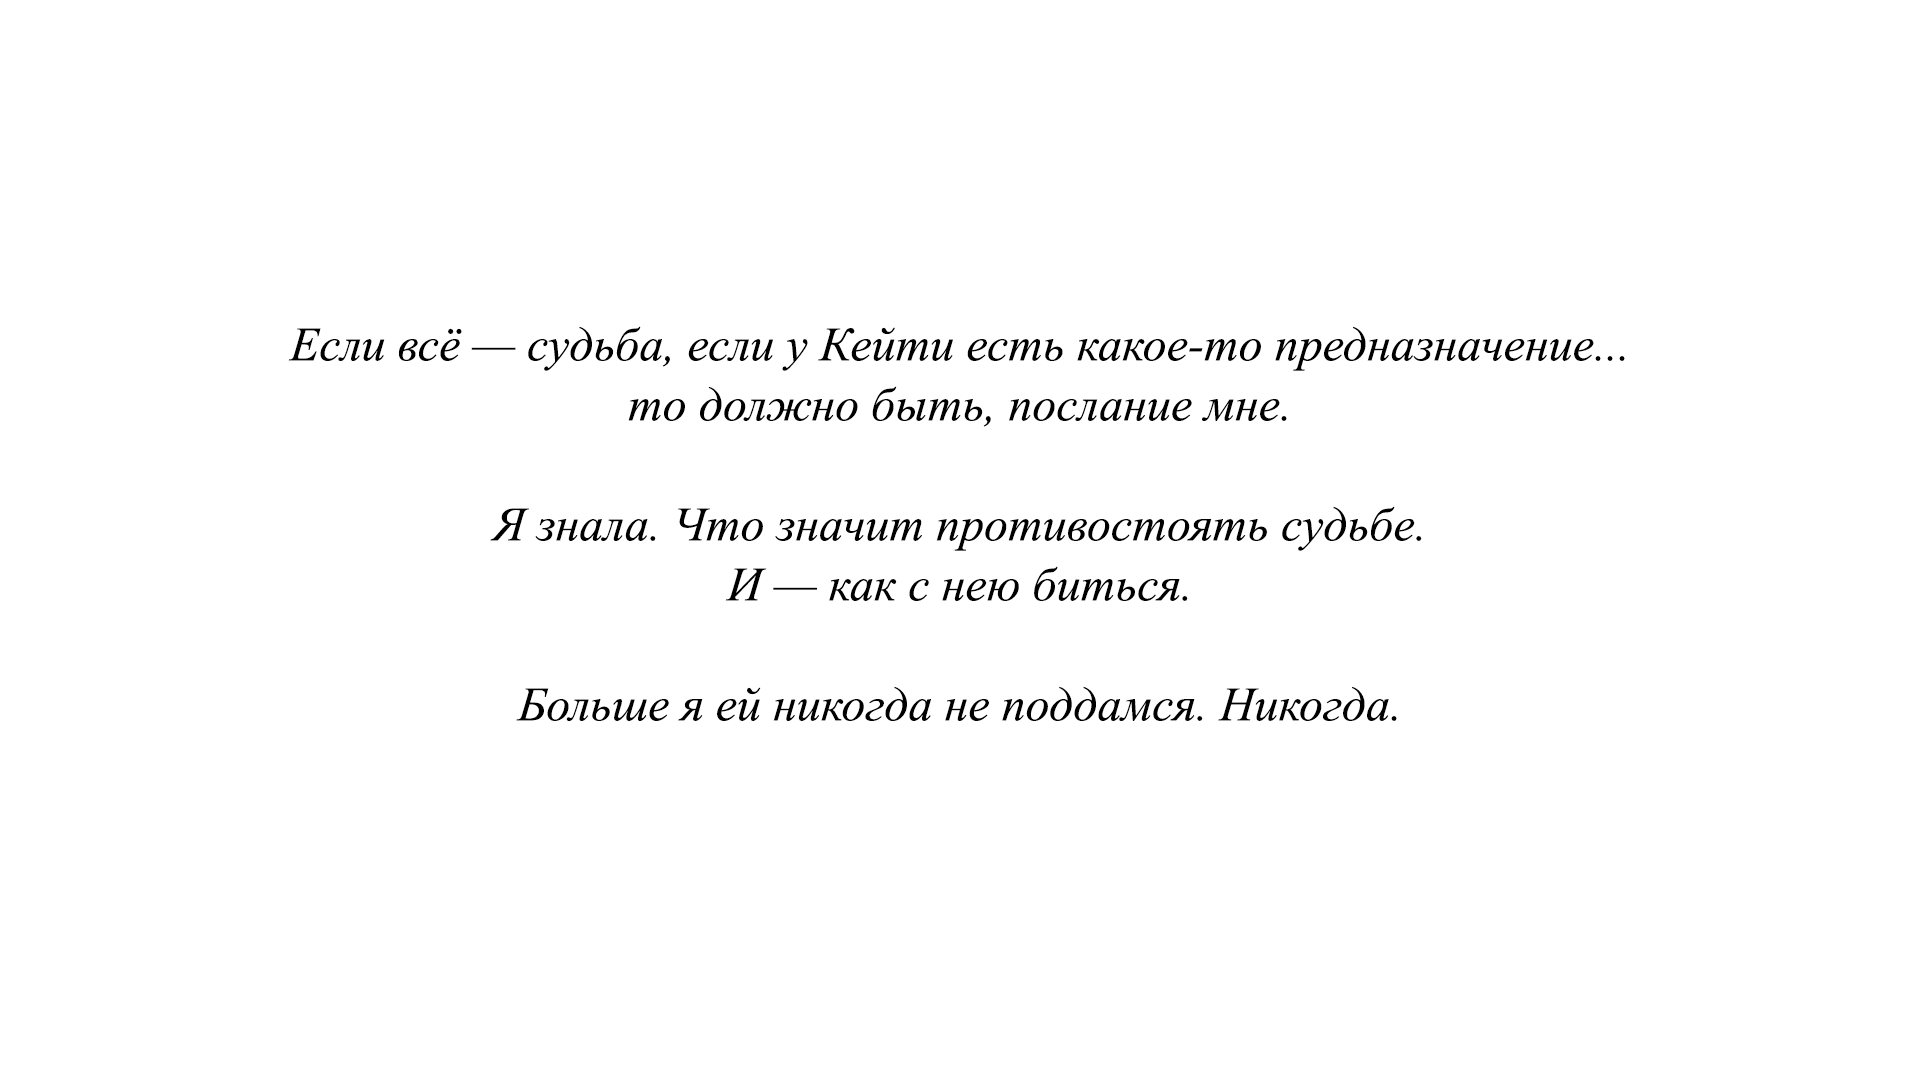 Если всё — судьба, если у Кейти есть какое-то предназначение...
то должно быть, послание мне.
Я знала. Что значит противостоять судьбе.
И — как с нею биться.
Больше я ей никогда не поддамся. Никогда.